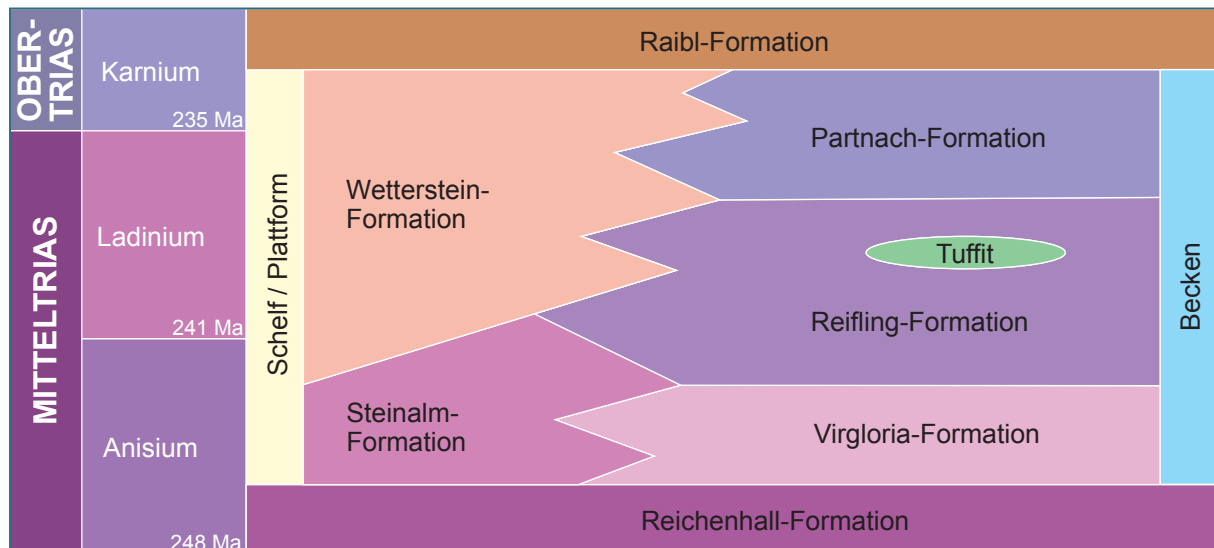 OBER-
TRIAS
Karnium
235 Ma
MITTELTRIAS
Ladinium
241 Ma
Anisium
248 Ma
Raibl-Formation
Schelf / Plattform
Wetterstein-
Formation
Partnach-Formation
Tuffit
Reifling-Formation
Steinalm-
Formation
Virgloria-Formation
Becken
Reichenhall-Formation